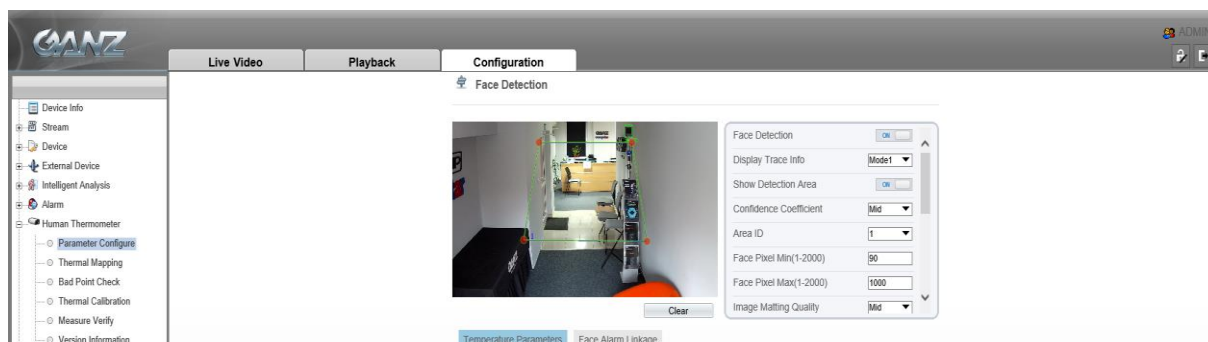 GANZ
ADMIN
Live Video Playback Configuration
Face Detection
Device Info
Stream
Device
External Device
Intelligent Analysis
Alarm
Human Thermometer
Parameter Configure
Thermal Mapping
Bad Point Check
Thermal Calibration
Measure Verify
Version Information
Face Detection ON
Display Trace Info Mode1
Show Detection Area ON
Confidence Coefficient Mid
Area ID 1
Face Pixel Min(1-2000) 90
Face Pixel Max(1-2000) 1000
Image Matting Quality Mid
Clear
Temperature Parameters Face Alarm Linkage